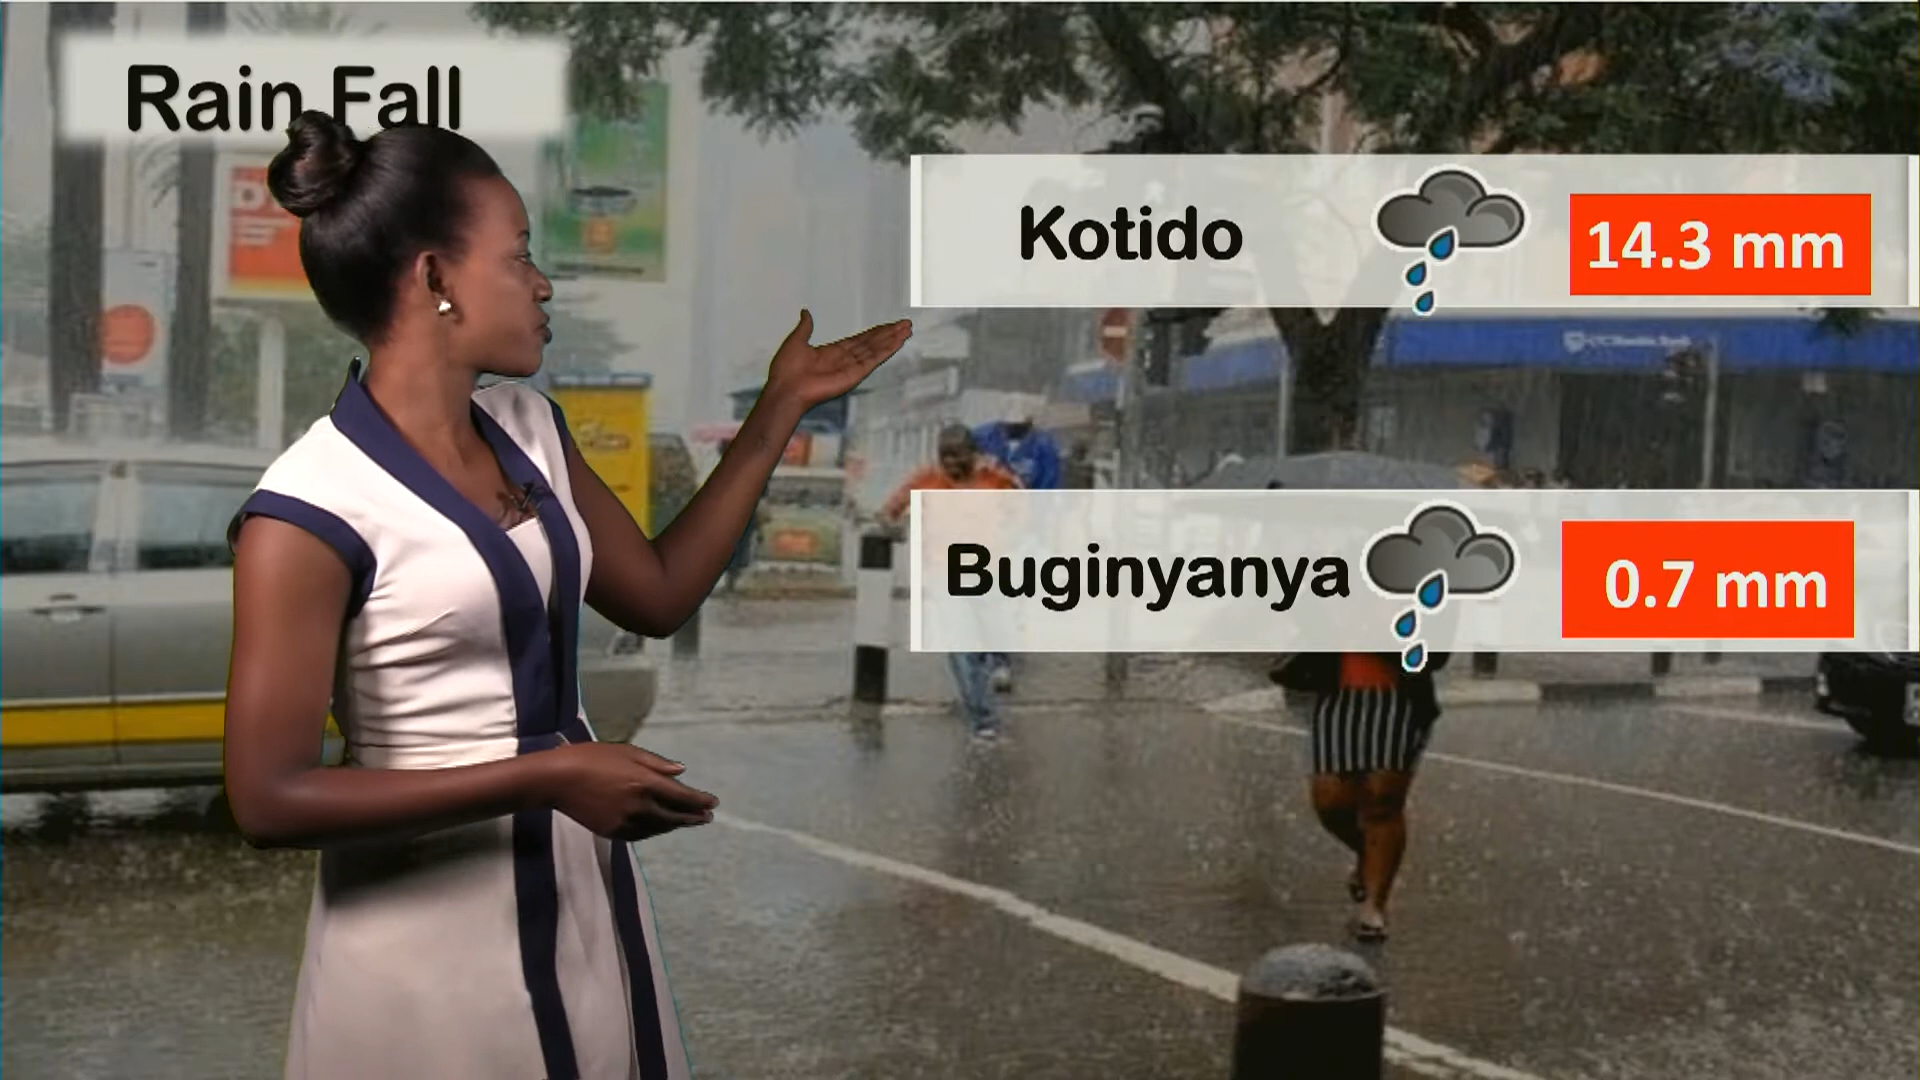 Rain Fall
Kotido
14.3 mm
Buginyanya
0.7 mm